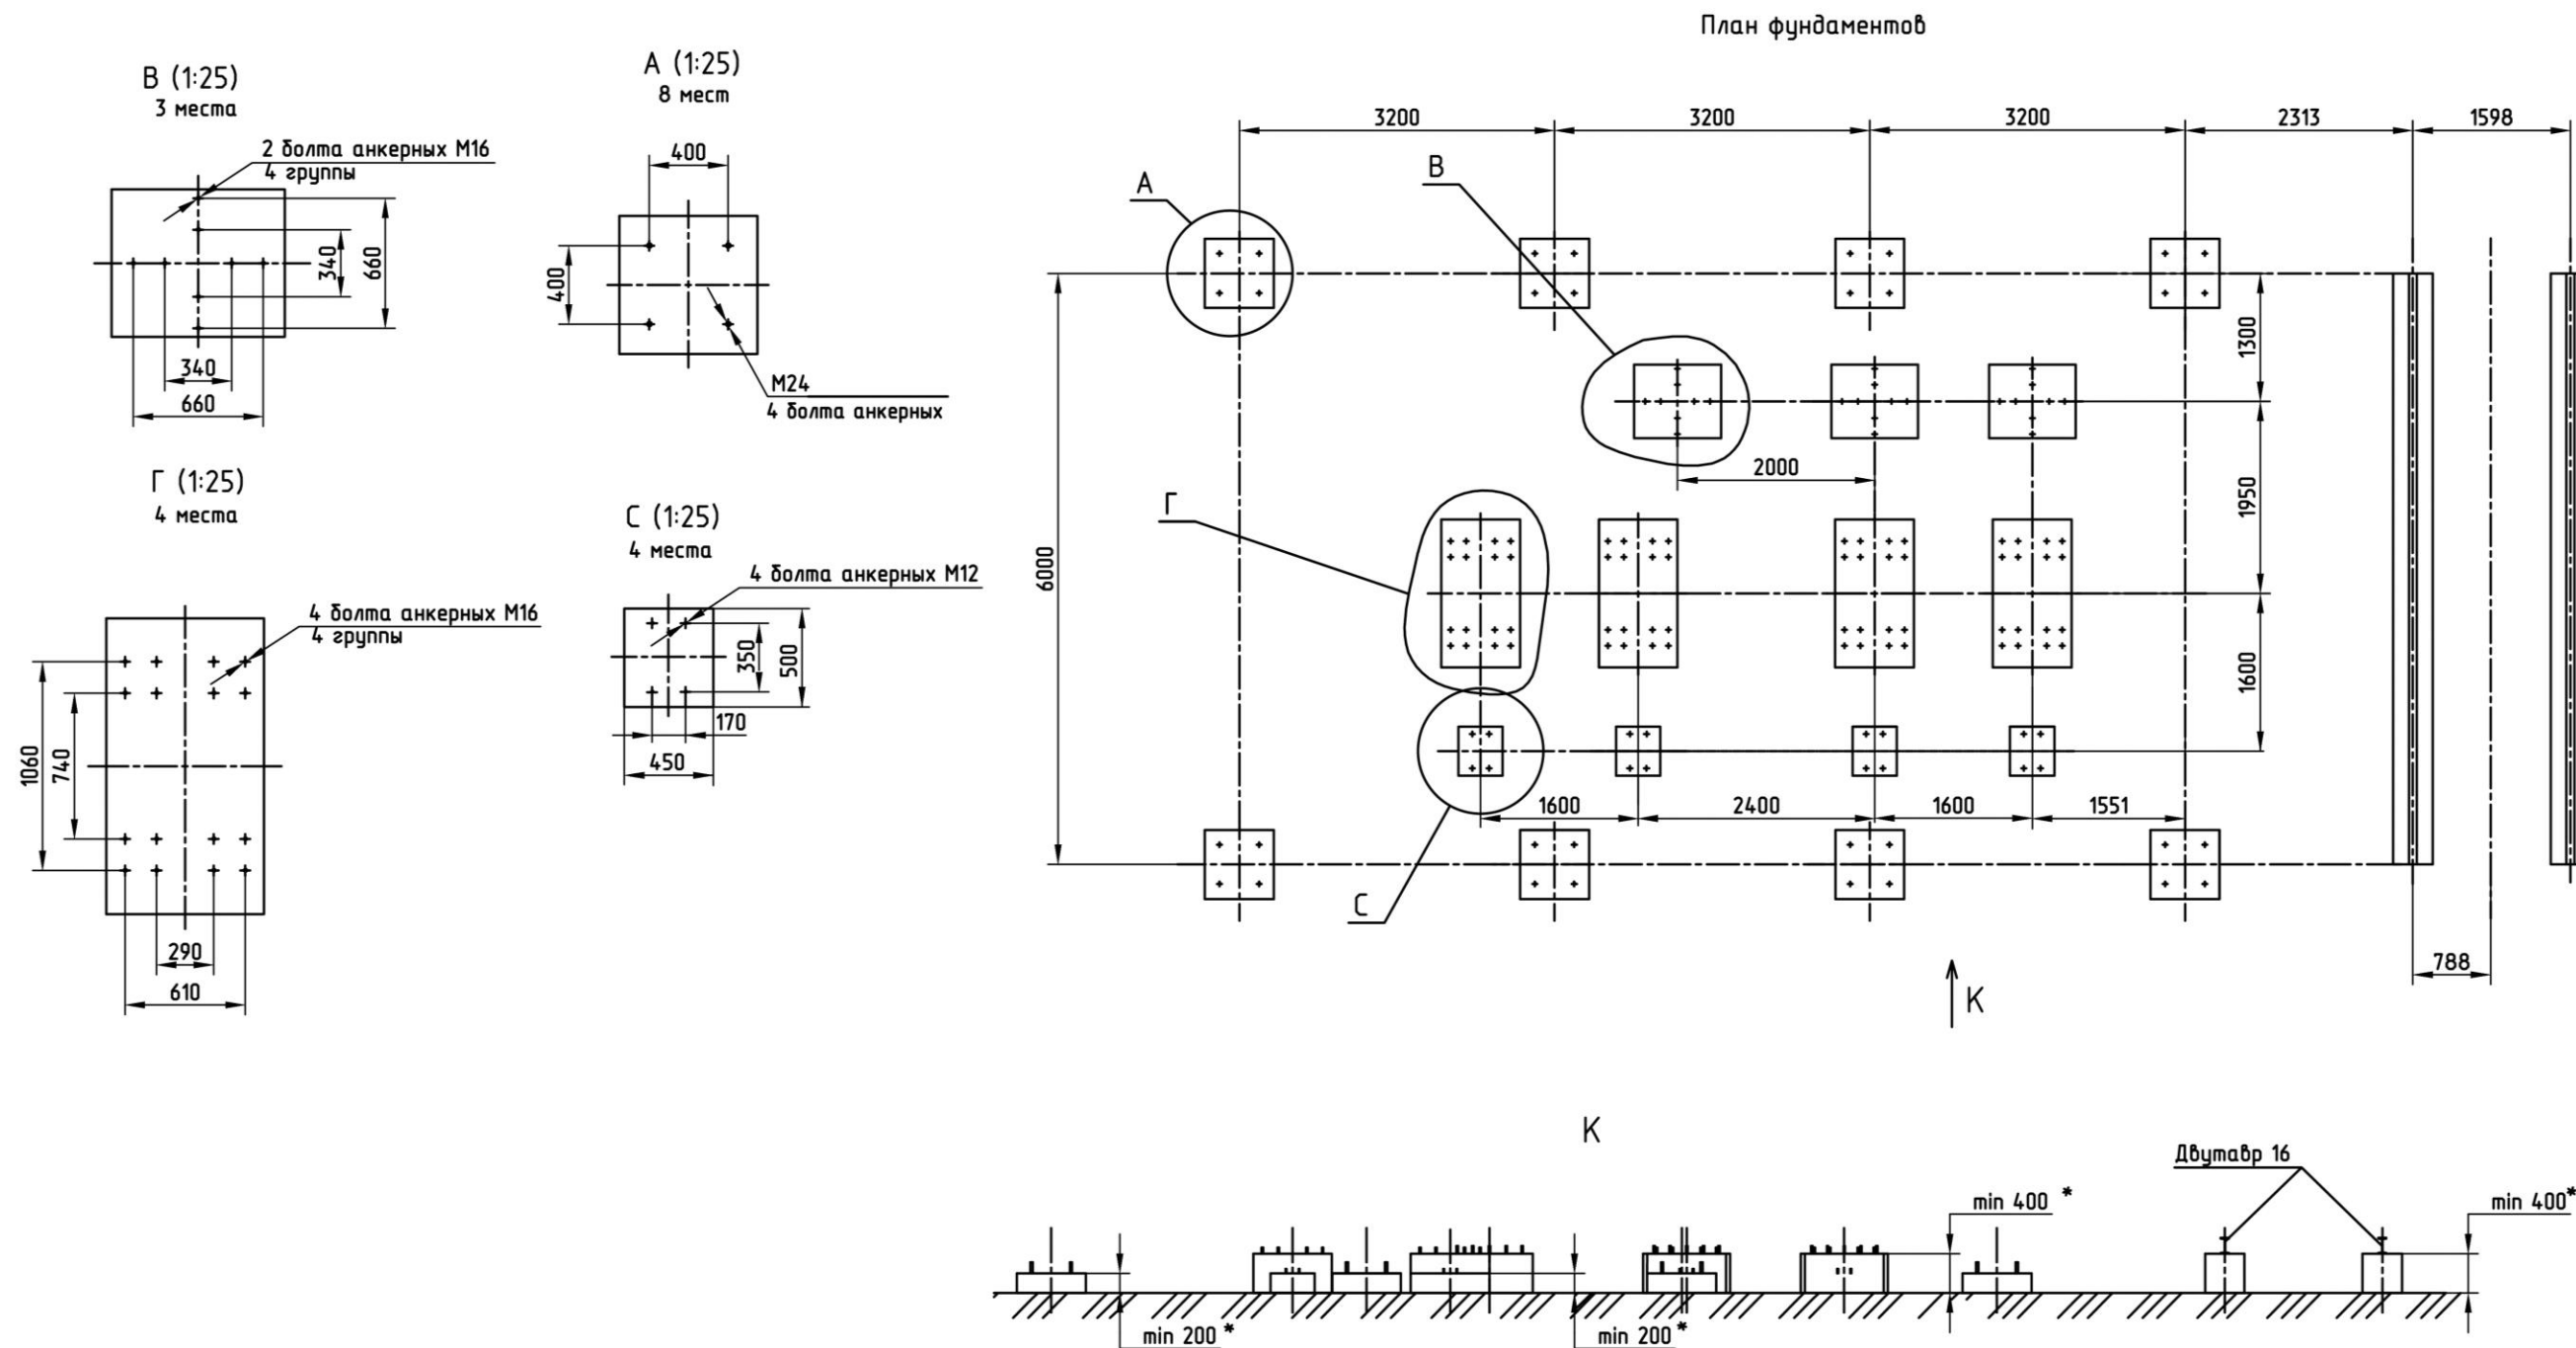 План фундаментов
В (1:25)
3 места
2 болта анкерных М16
4 группы
340
660
340
660
А (1:25)
8 мест
400
400
М24
4 болта анкерных
Г (1:25)
4 места
4 болта анкерных М16
4 группы
1060
740
290
610
С (1:25)
4 места
4 болта анкерных М12
350
500
170
450
3200
3200
3200
2313
1598
А
В
1300
2000
Г
1950
6000
1600
1600
2400
1600
1551
С
788
К
К
Двутавр 16
min 400 *
min 400*
min 200 *
min 200 *